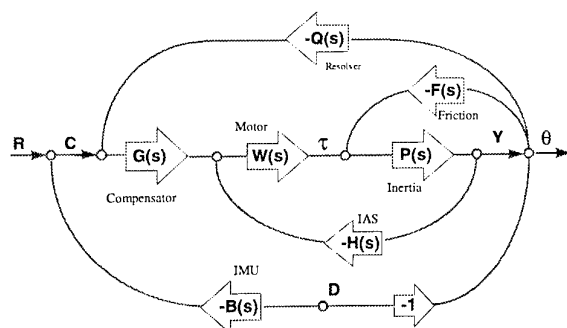 -Q(s)
Resolver
-F(s)
Friction
R
C
G(s)
Compensator
Motor
W(s)
τ
P(s)
Inertia
Y
θ
IAS
-H(s)
IMU
-B(s)
D
-1